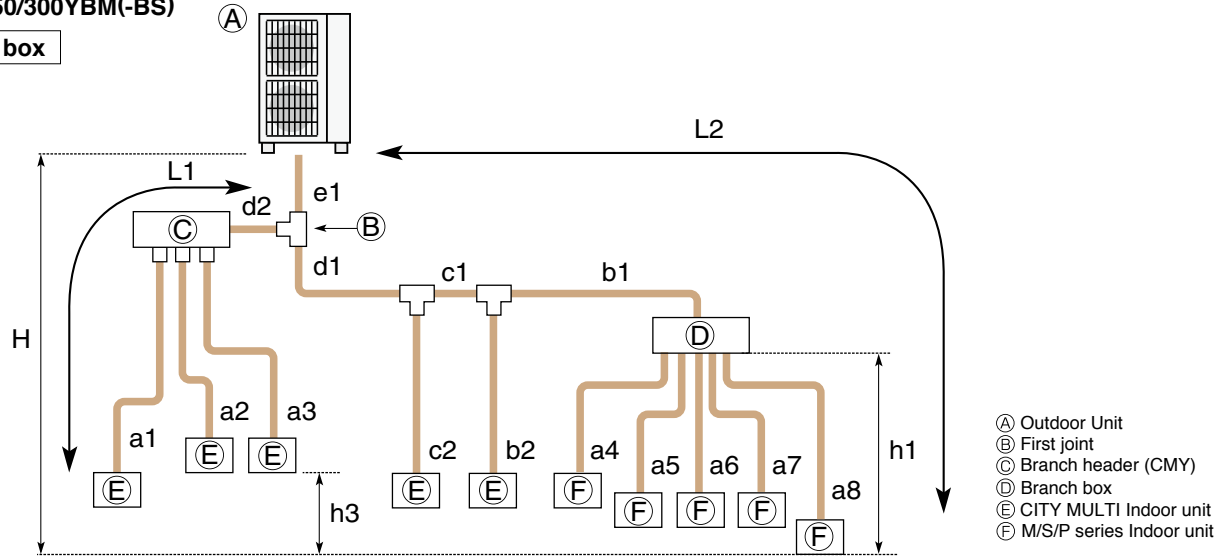 50/300YBM(-BS)
box
Ⓐ
L2
L1
e1
d2
Ⓒ
Ⓑ
d1
c1
b1
H
Ⓓ
a1
a2
a3
c2
b2
a4
a5
a6
a7
a8
h1
Ⓔ Ⓔ
Ⓔ Ⓔ Ⓔ Ⓕ
Ⓕ Ⓕ Ⓕ
h3
Ⓕ
Ⓐ Outdoor Unit
Ⓑ First joint
Ⓒ Branch header (CMY)
Ⓓ Branch box
Ⓔ CITY MULTI Indoor unit
Ⓕ M/S/P series Indoor unit